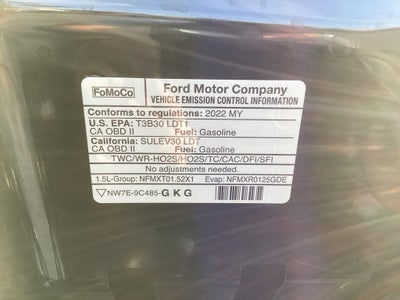 FoMoCo Ford Motor Company
VEHICLE EMISSION CONTROL INFORMATION
Conforms to regulations: 2022 MY
U.S. EPA: T3B30 LDT1
CA OBD II Fuel: Gasoline
California: SULEV30 LDT
CA OBD II Fuel: Gasoline
TWC/WR-HO2S/HO2S/TC/CAC/DFI/SFI
No adjustments needed.
1.5L-Group: NFMXT01.52X1 Evap: NFMXR0125GDE
NW7E-9C485-GKG